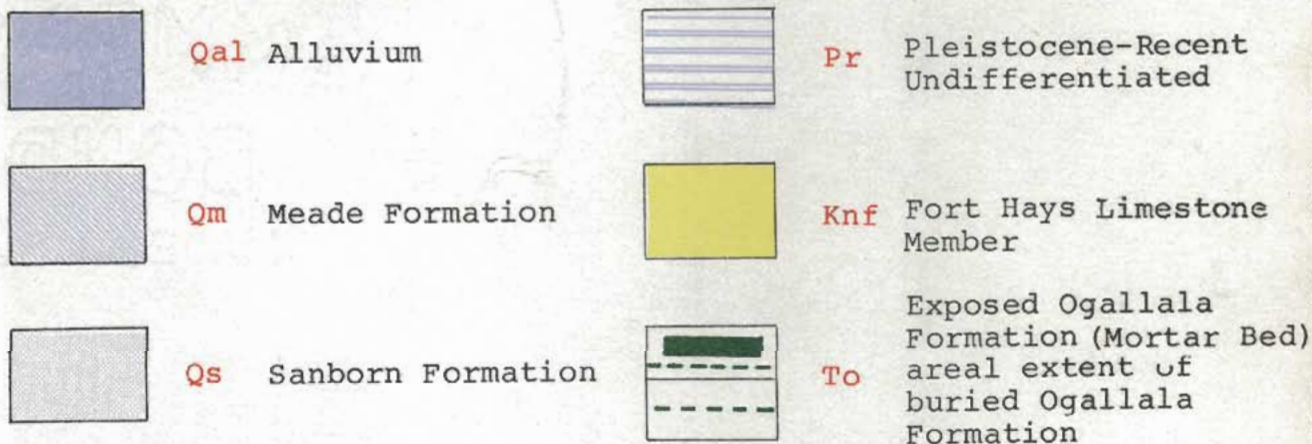 Qal Alluvium
Qm Meade Formation
Qs Sanborn Formation
Pr Pleistocene-Recent
Undifferentiated
Knf Fort Hays Limestone
Member
To Exposed Ogallala
Formation (Mortar Bed)
areal extent of
buried Ogallala
Formation